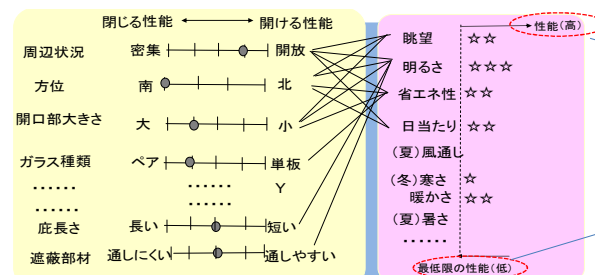 閉じる性能 開ける性能
周辺状況 密集 開放
方位 南 北
開口部大きさ 大 小
ガラス種類 ペア 単板
…… …… Y
…… ……
庇長さ 長い 短い
遮蔽部材 通しにくい 通しやすい
性能(高)
眺望 ☆☆
明るさ ☆☆☆
省エネ性 ☆☆
日当たり ☆☆
(夏)風通し
(冬)寒さ ☆
暖かさ ☆☆
(夏)暑さ
……
最低限の性能(低)